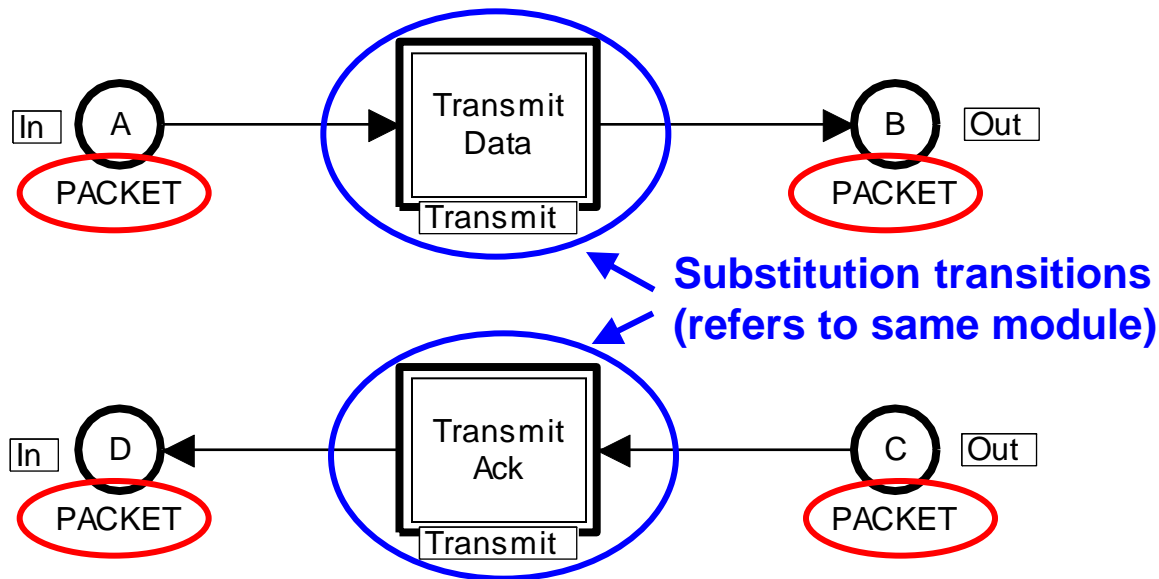 In
A
Transmit
Data
B
Out
PACKET
Transmit
PACKET
Substitution transitions
(refers to same module)
In
D
Transmit
Ack
C
Out
PACKET
Transmit
PACKET